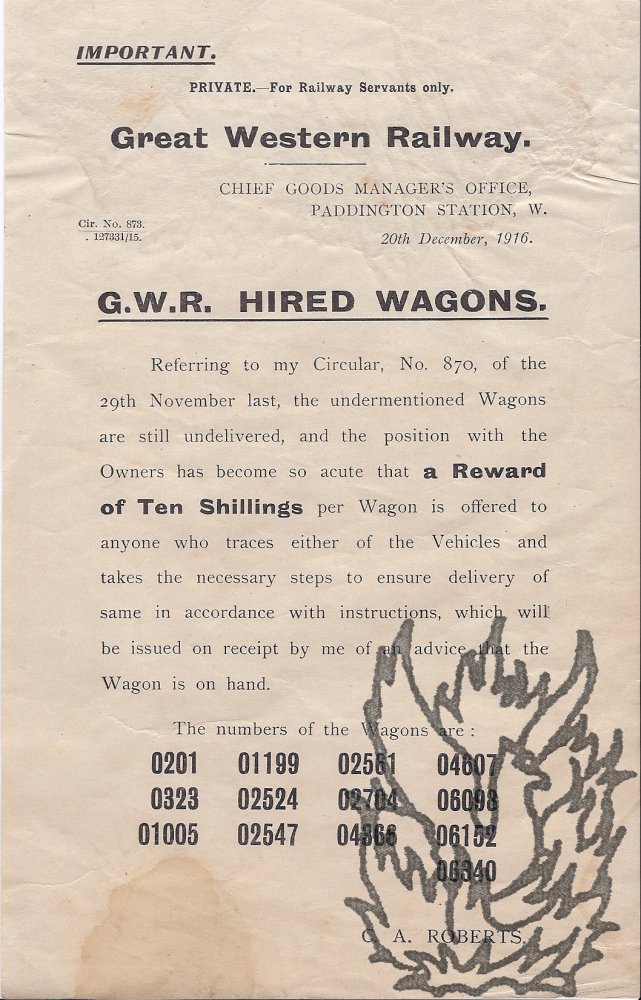 IMPORTANT.
PRIVATE.—For Railway Servants only.
Great Western Railway.
CHIEF GOODS MANAGER'S OFFICE,
PADDINGTON STATION, W.
Cir. No. 873.
127331/15.
20th December, 1916.
G.W.R. HIRED WAGONS.
Referring to my Circular, No. 870, of the
29th November last, the undermentioned Wagons
are still undelivered, and the position with the
Owners has become so acute that a Reward
of Ten Shillings per Wagon is offered to
anyone who traces either of the Vehicles and
takes the necessary steps to ensure delivery of
same in accordance with instructions, which will
be issued on receipt by me of an advice that the
Wagon is on hand.
The numbers of the Wagons are :
0201 01199 02561 04607
0323 02524 02704 06098
01005 02547 04368 06152
06340
C. A. ROBERTS.